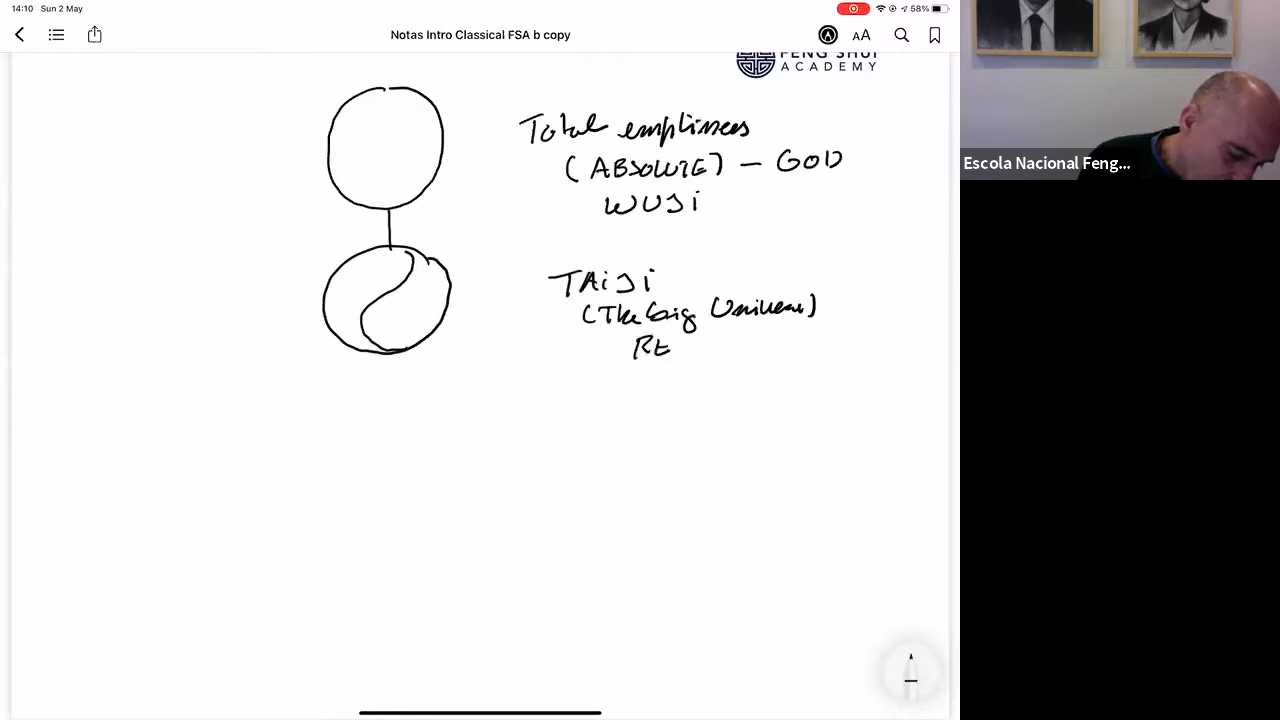 14:10 Sun 2 May
58%
Notas Intro Classical FSA b copy
AA
FENG SHUI
ACADEMY
Total emptiness
(ABSOLUTE) — GOD
WUJi
TAiJi
(The big Universe)
RE
Escola Nacional Feng...